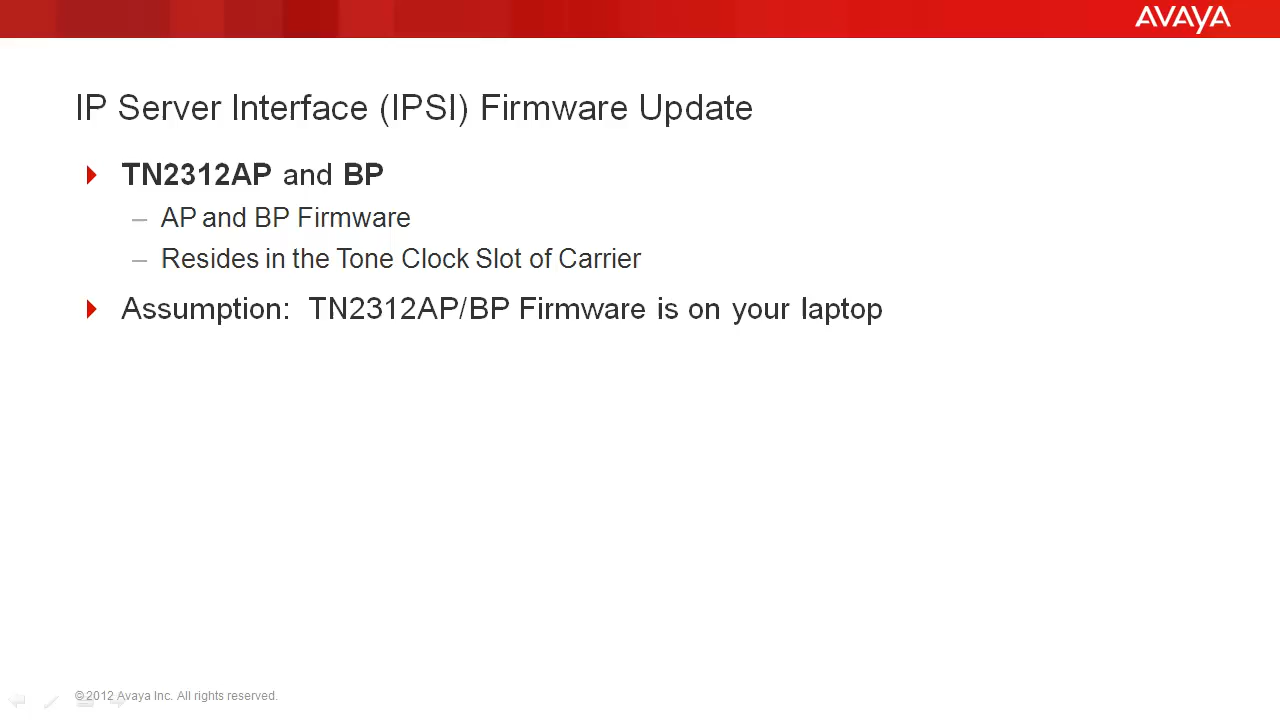 AVAYA
IP Server Interface (IPSI) Firmware Update
TN2312AP and BP
– AP and BP Firmware
– Resides in the Tone Clock Slot of Carrier
Assumption: TN2312AP/BP Firmware is on your laptop
©2012 Avaya Inc. All rights reserved.